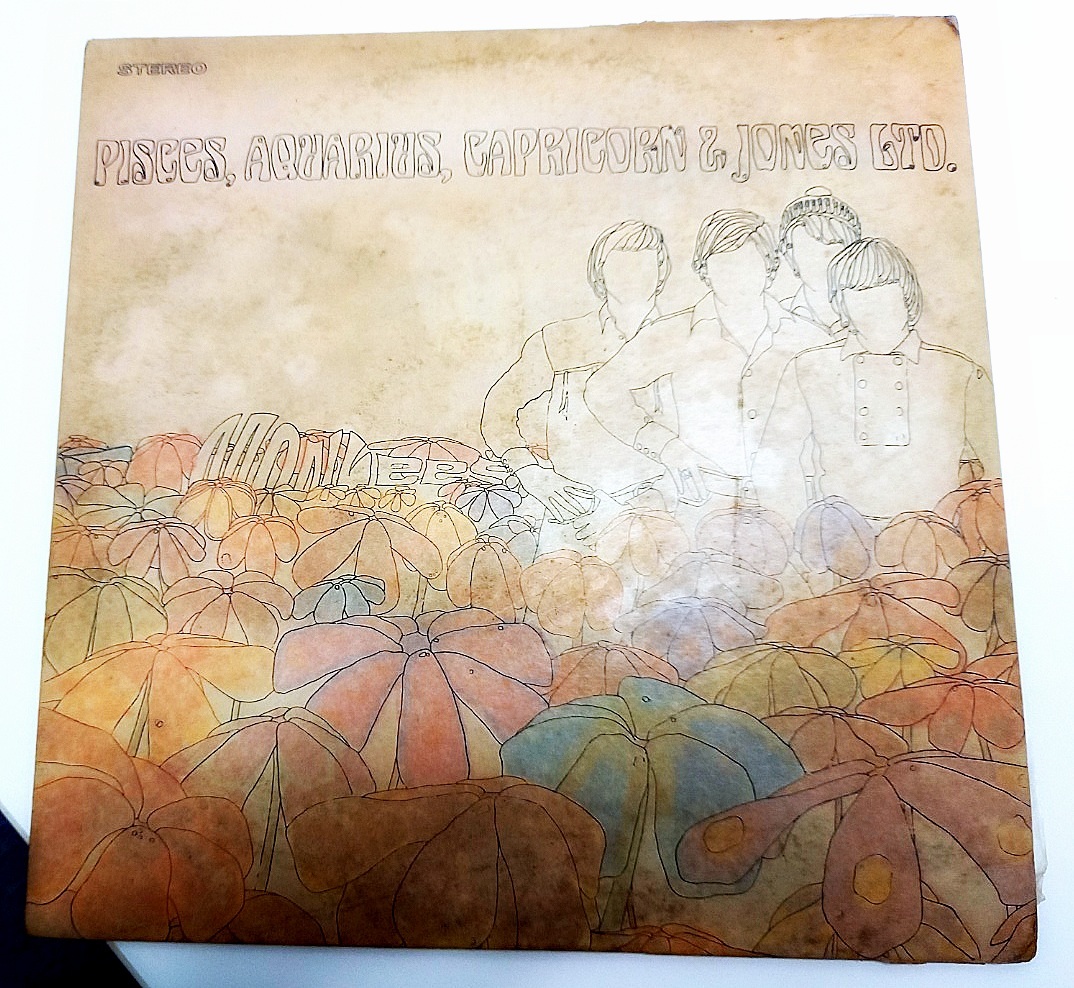 STEREO
PISCES, AQUARIUS, CAPRICORN & JONES LTD.
MONKEES